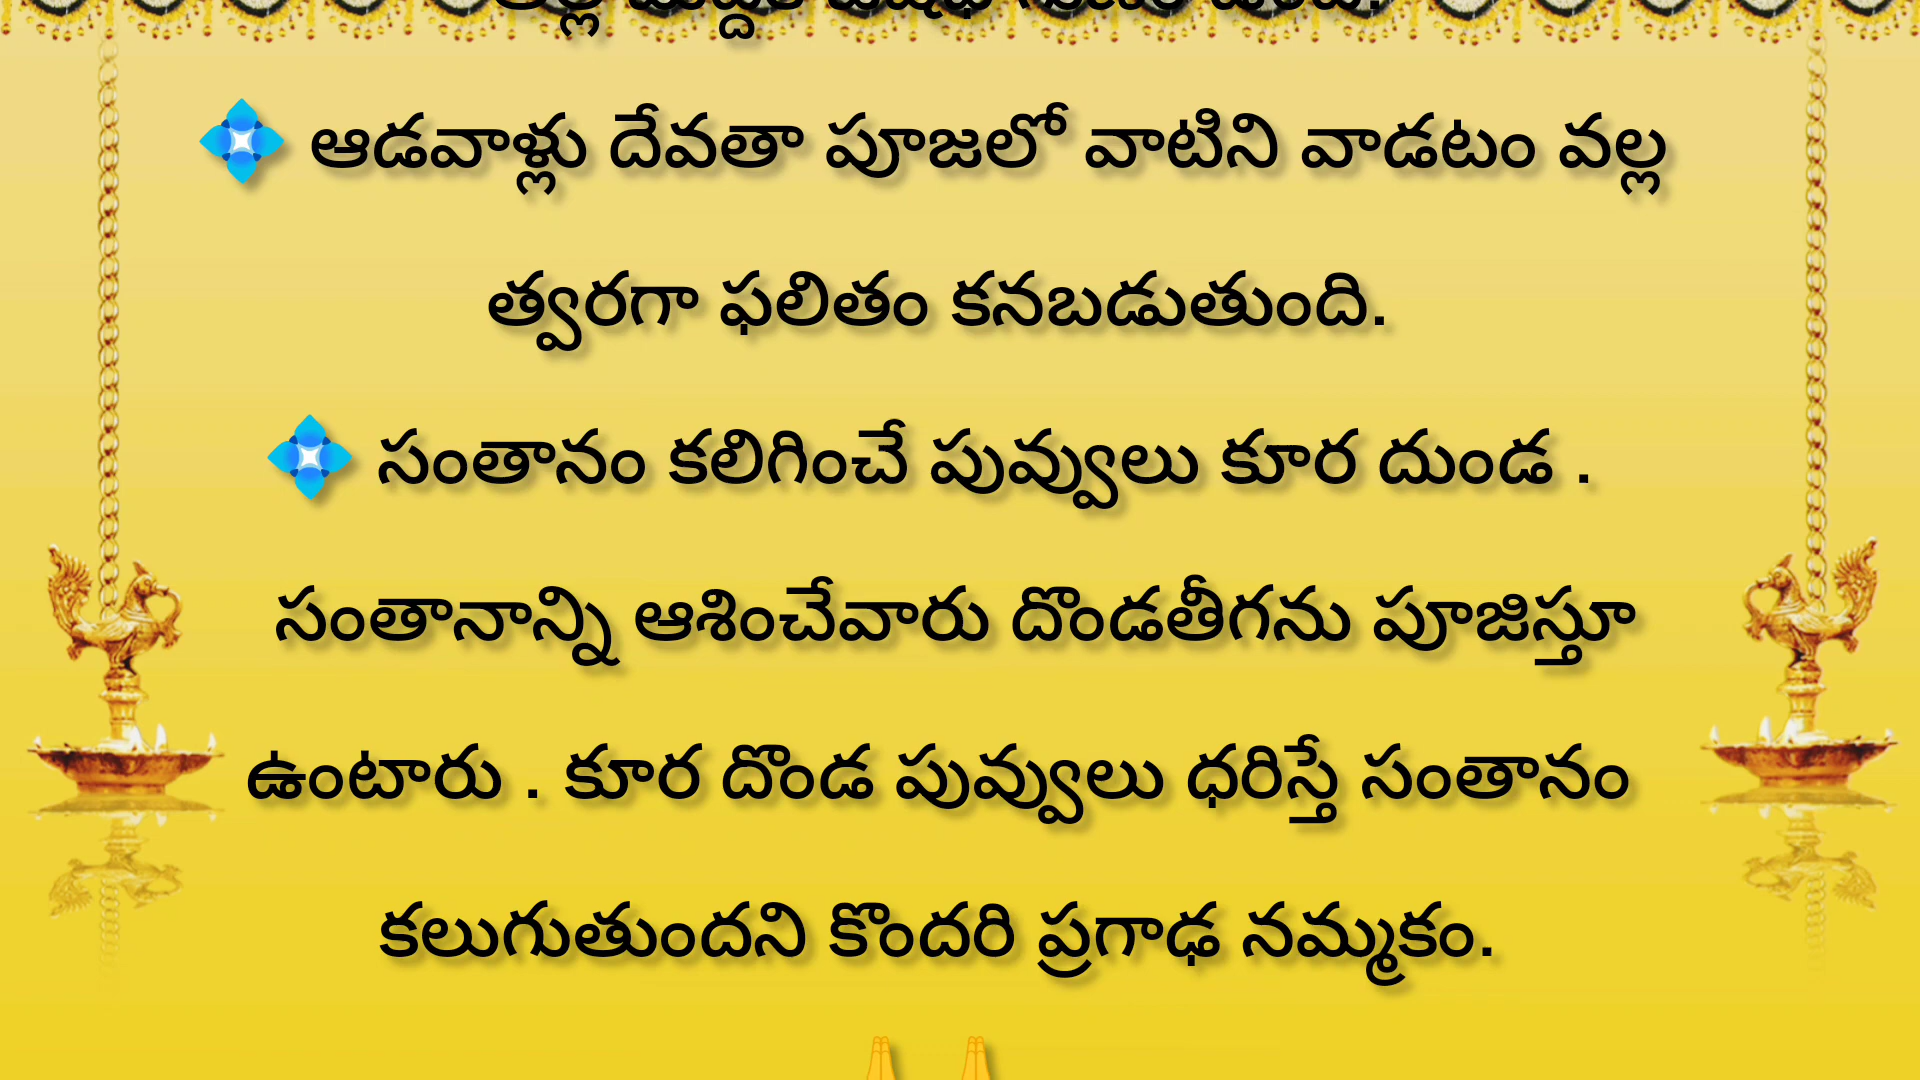 💠 ఆడవాళ్లు దేవతా పూజలో వాటిని వాడటం వల్ల
త్వరగా ఫలితం కనబడుతుంది.
💠 సంతానం కలిగించే పువ్వులు కూర దుండ .
సంతానాన్ని ఆశించేవారు దొండతీగను పూజిస్తూ
ఉంటారు . కూర దొండ పువ్వులు ధరిస్తే సంతానం
కలుగుతుందని కొందరి ప్రగాఢ నమ్మకం.